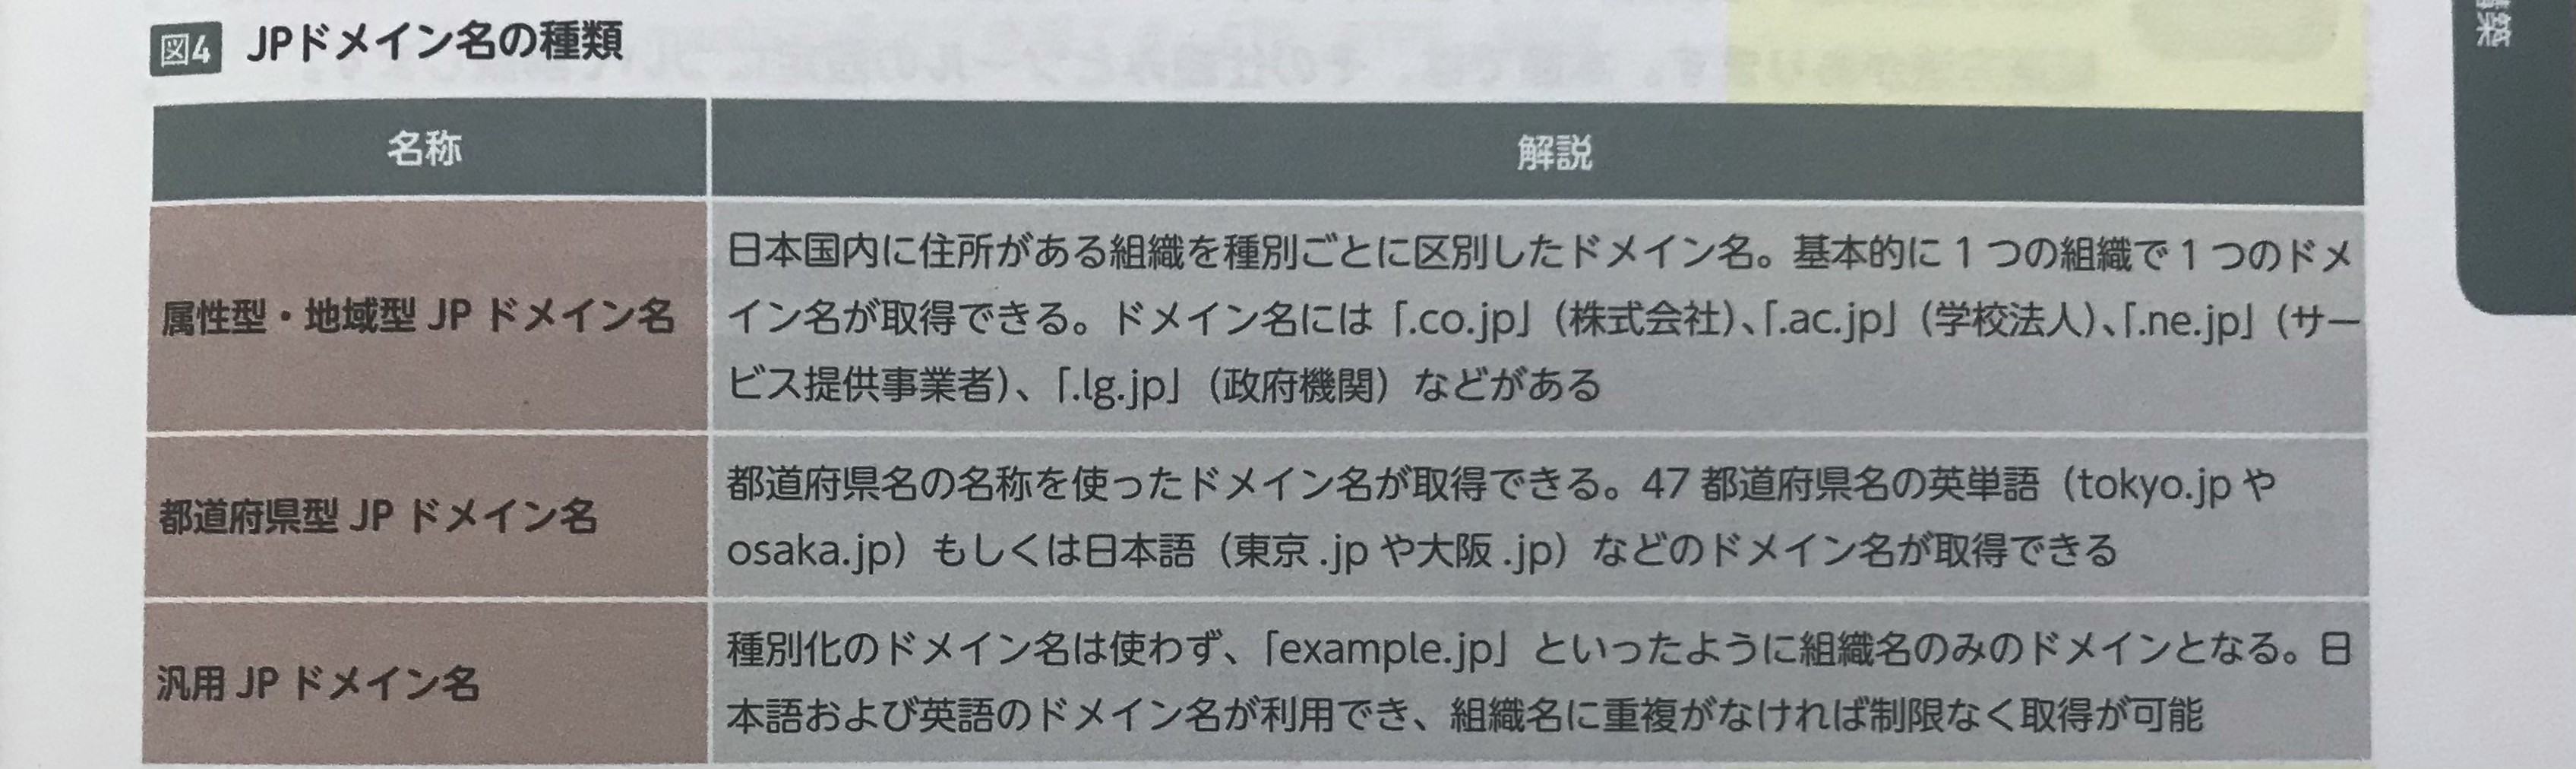 図4 JPドメイン名の種類
名称
解説
属性型・地域型 JP ドメイン名
日本国内に住所がある組織を種別ごとに区別したドメイン名。基本的に 1 つの組織で 1 つのドメ
イン名が取得できる。ドメイン名には「.co.jp」（株式会社）、「.ac.jp」（学校法人）、「.ne.jp」（サー
ビス提供事業者）、「.lg.jp」（政府機関）などがある
都道府県型 JP ドメイン名
都道府県名の名称を使ったドメイン名が取得できる。47 都道府県名の英単語（tokyo.jp や
osaka.jp）もしくは日本語（東京 .jp や大阪 .jp）などのドメイン名が取得できる
汎用 JP ドメイン名
種別化のドメイン名は使わず、「example.jp」といったように組織名のみのドメインとなる。日
本語および英語のドメイン名が利用でき、組織名に重複がなければ制限なく取得が可能